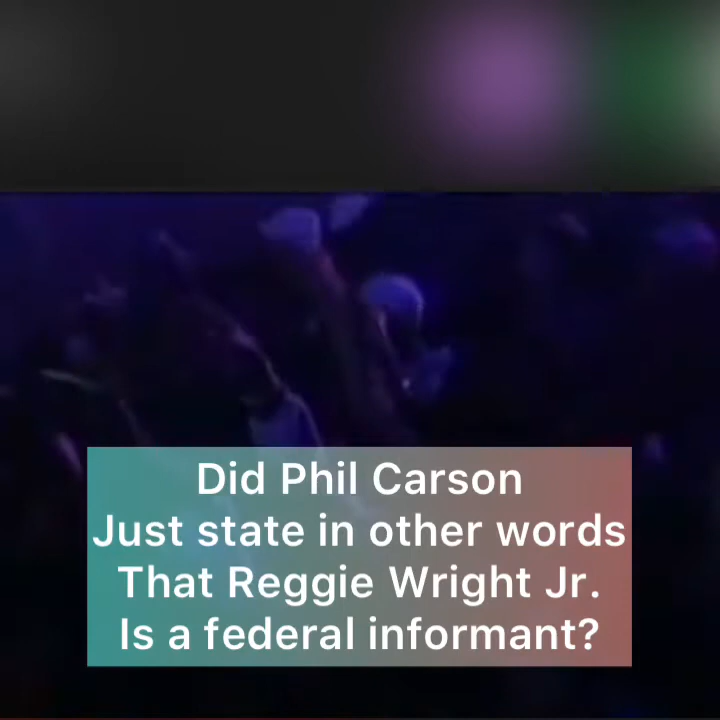 Did Phil Carson
Just state in other words
That Reggie Wright Jr.
Is a federal informant?